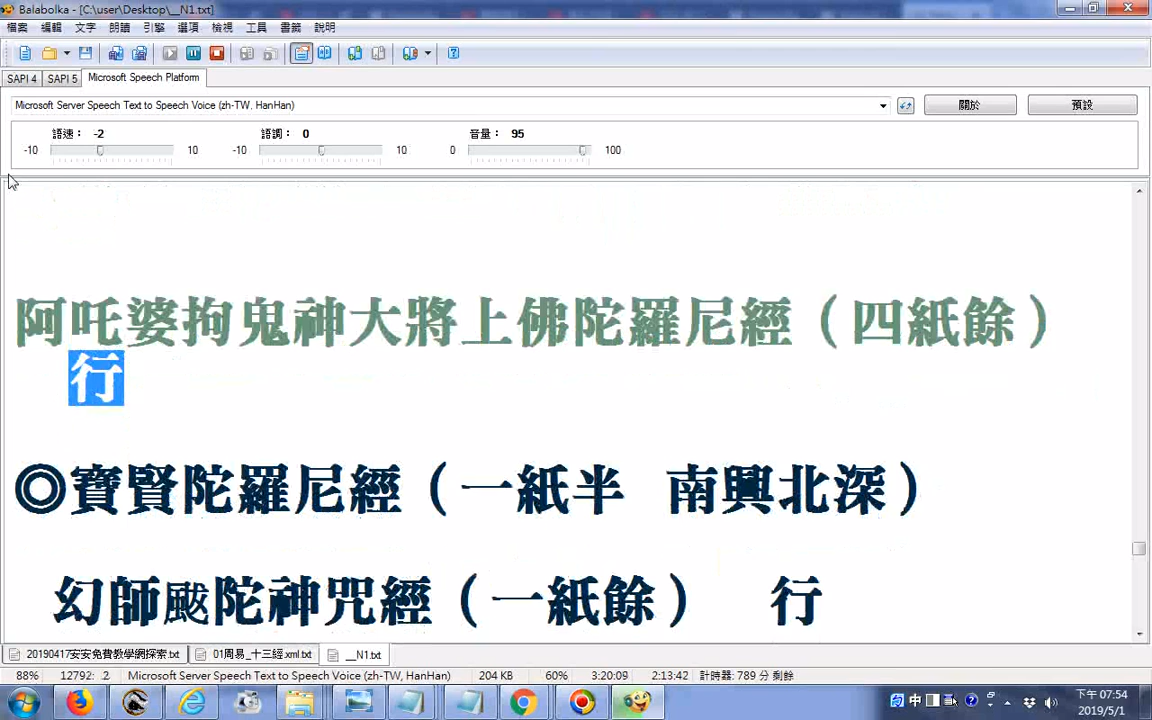 Balabolka - [C:\user\Desktop\__N1.txt]
檔案 編輯 文字 朗讀 引擎 選項 檢視 工具 書籤 說明
SAPI 4 SAPI 5 Microsoft Speech Platform
Microsoft Server Speech Text to Speech Voice (zh-TW, HanHan) 關於 預設
語速： -2 語調： 0 音量： 95
-10 10 -10 10 0 100
阿吒婆拘鬼神大將上佛陀羅尼經（四紙餘）
行
◎寶賢陀羅尼經（一紙半 南興北深）
幻師颰陀神咒經（一紙餘） 行
20190417安安免費教學網探索.txt 01周易_十三經.xml.txt __N1.txt
88% 12792: 2 Microsoft Server Speech Text to Speech Voice (zh-TW, HanHan) 204 KB 60% 3:20:09 2:13:42 計時器: 789 分 剩餘
中 下午 07:54
2019/5/1